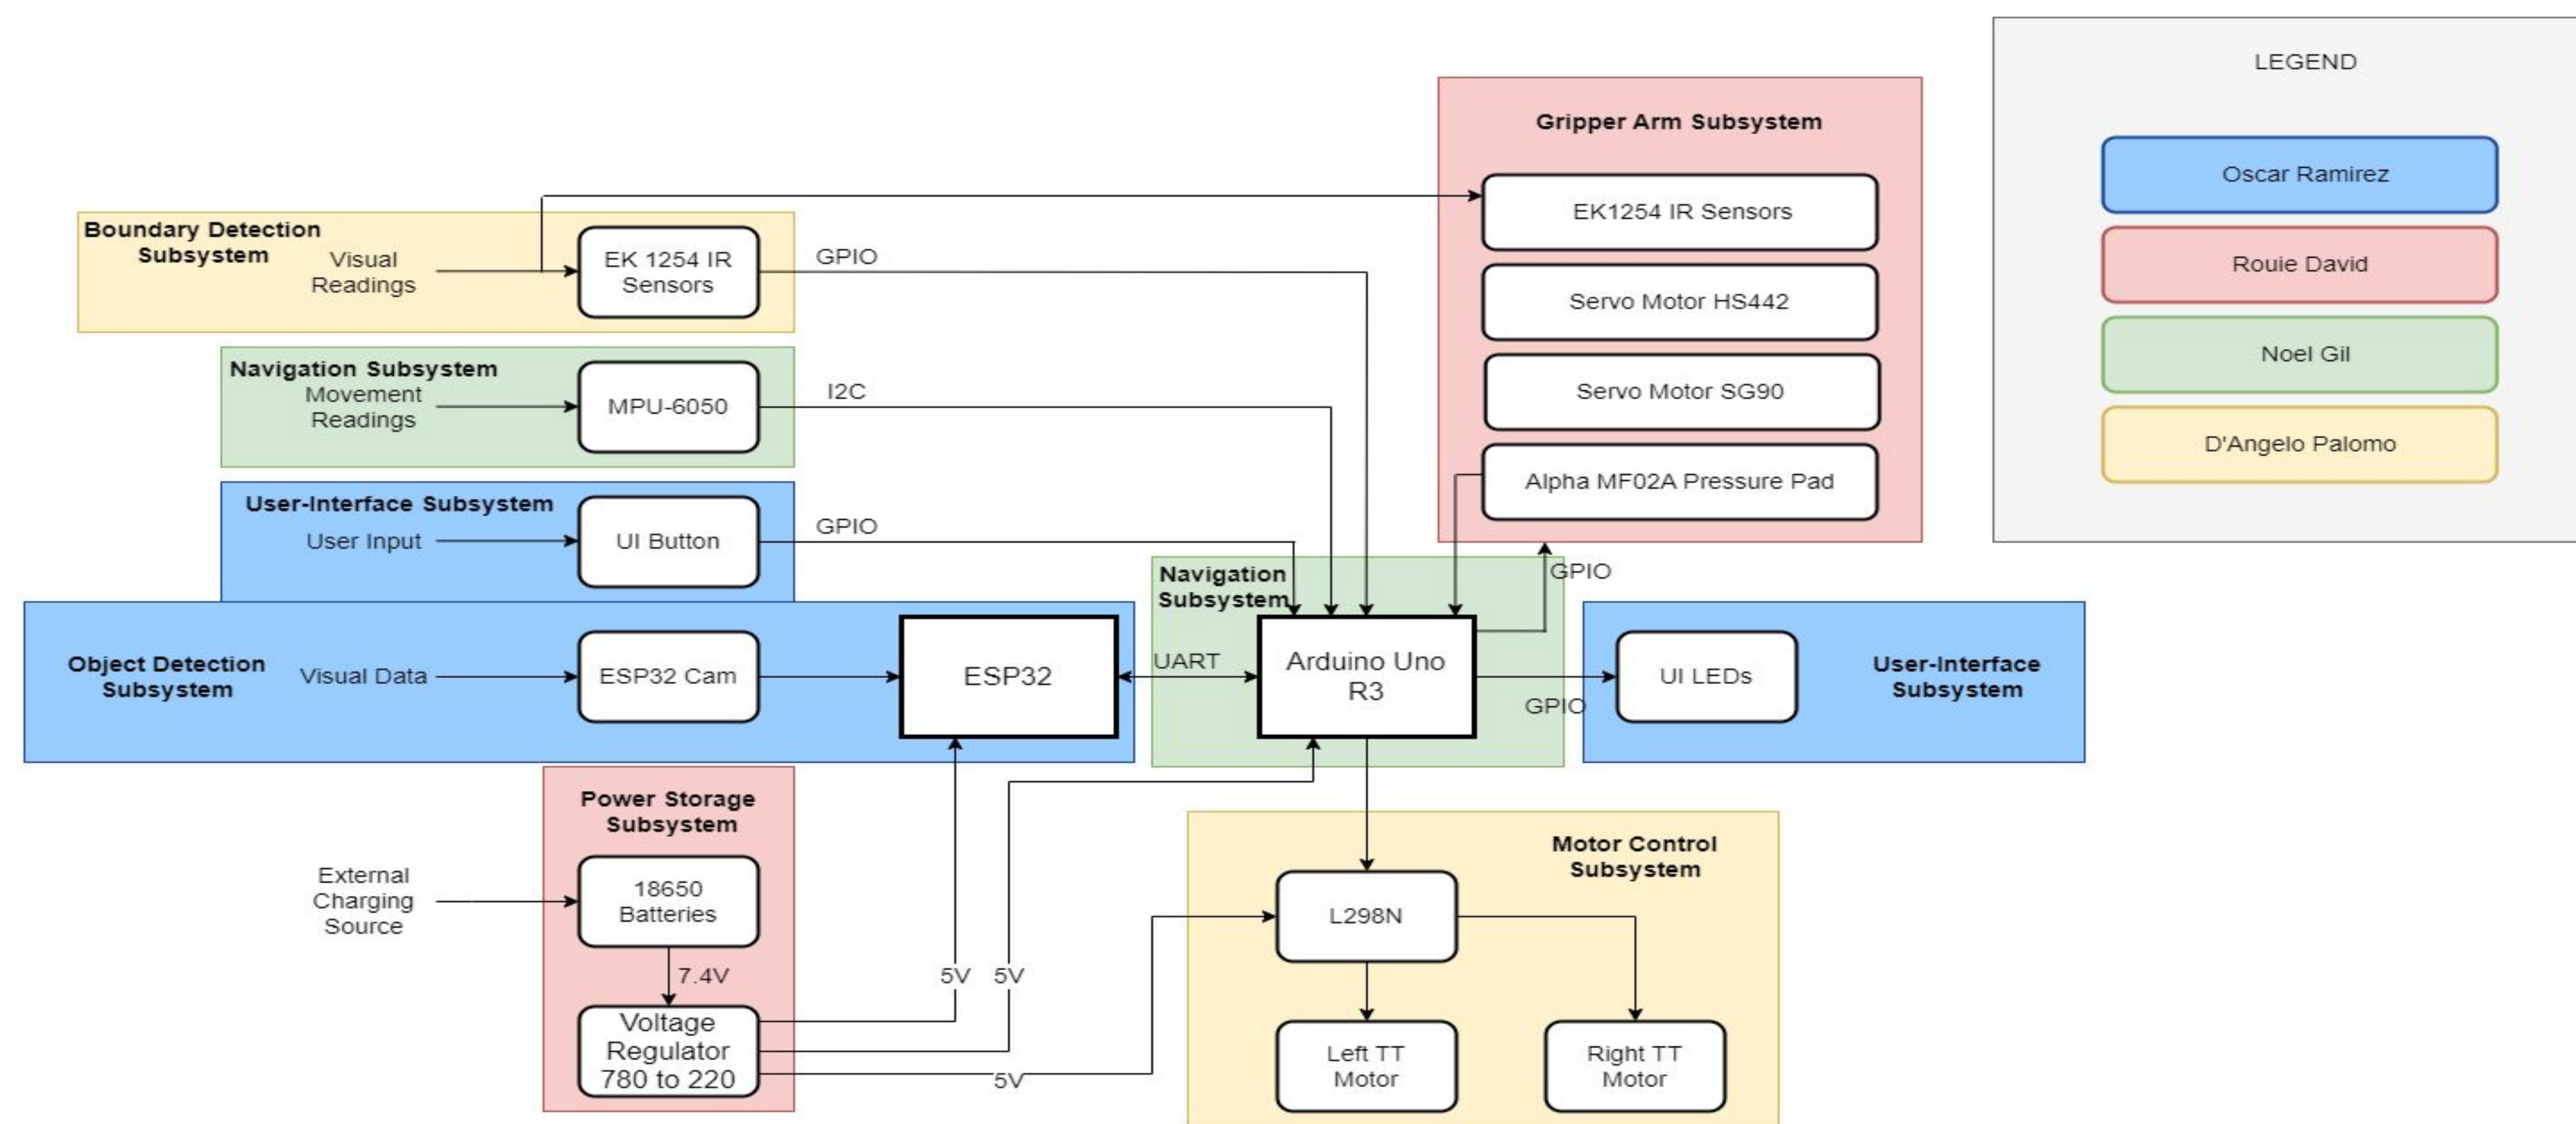 LEGEND
Oscar Ramirez
Rouie David
Noel Gil
D'Angelo Palomo
Gripper Arm Subsystem
EK1254 IR Sensors
Servo Motor HS442
Servo Motor SG90
Alpha MF02A Pressure Pad
Boundary Detection
Subsystem
Visual
Readings
EK 1254 IR
Sensors
GPIO
Navigation Subsystem
Movement
Readings
MPU-6050
I2C
User-Interface Subsystem
User Input
UI Button
GPIO
Object Detection
Subsystem
Visual Data
ESP32 Cam
ESP32
UART
Navigation
Subsystem
Arduino Uno
R3
GPIO
GPIO
UI LEDs
User-Interface
Subsystem
Power Storage
Subsystem
External
Charging
Source
18650
Batteries
7.4V
Voltage
Regulator
780 to 220
5V
5V
5V
Motor Control
Subsystem
L298N
Left TT
Motor
Right TT
Motor